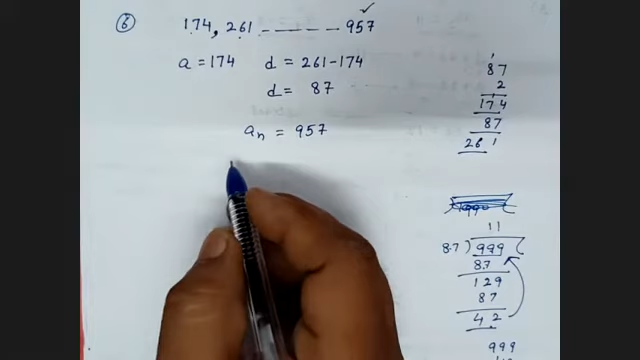 6 174, 261 ------- 957 ✓
a = 174 d = 261-174
d = 87
aₙ = 957
87
2
174
87
261
11
87) 999 (
87
129
87
42
999